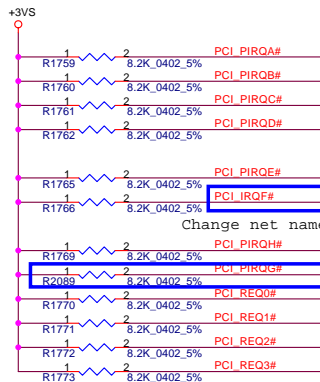 +3VS
1 2 PCI_PIRQA#
R1759 8.2K_0402_5%
1 2 PCI_PIRQB#
R1760 8.2K_0402_5%
1 2 PCI_PIRQC#
R1761 8.2K_0402_5%
1 2 PCI_PIRQD#
R1762 8.2K_0402_5%
1 2 PCI_PIRQE#
R1765 8.2K_0402_5%
1 2 PCI_IRQF#
R1766 8.2K_0402_5%
Change net name
1 2 PCI_PIRQH#
R1769 8.2K_0402_5%
1 2 PCI_PIRQG#
R2089 8.2K_0402_5%
1 2 PCI_REQ0#
R1770 8.2K_0402_5%
1 2 PCI_REQ1#
R1771 8.2K_0402_5%
1 2 PCI_REQ2#
R1772 8.2K_0402_5%
1 2 PCI_REQ3#
R1773 8.2K_0402_5%